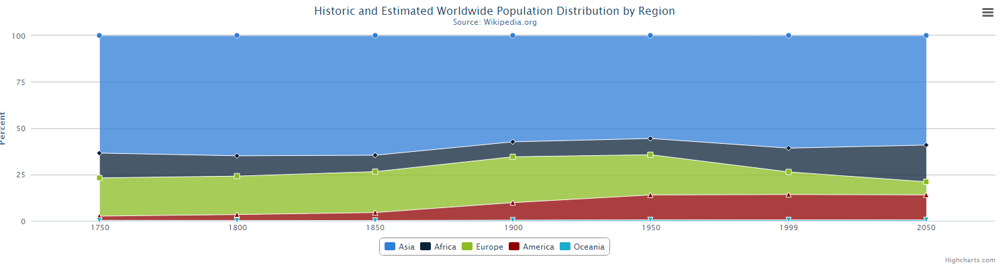 Historic and Estimated Worldwide Population Distribution by Region
Source: Wikipedia.org
Percent
100
75
50
25
0
1750 1800 1850 1900 1950 1999 2050
Asia Africa Europe America Oceania
Highcharts.com